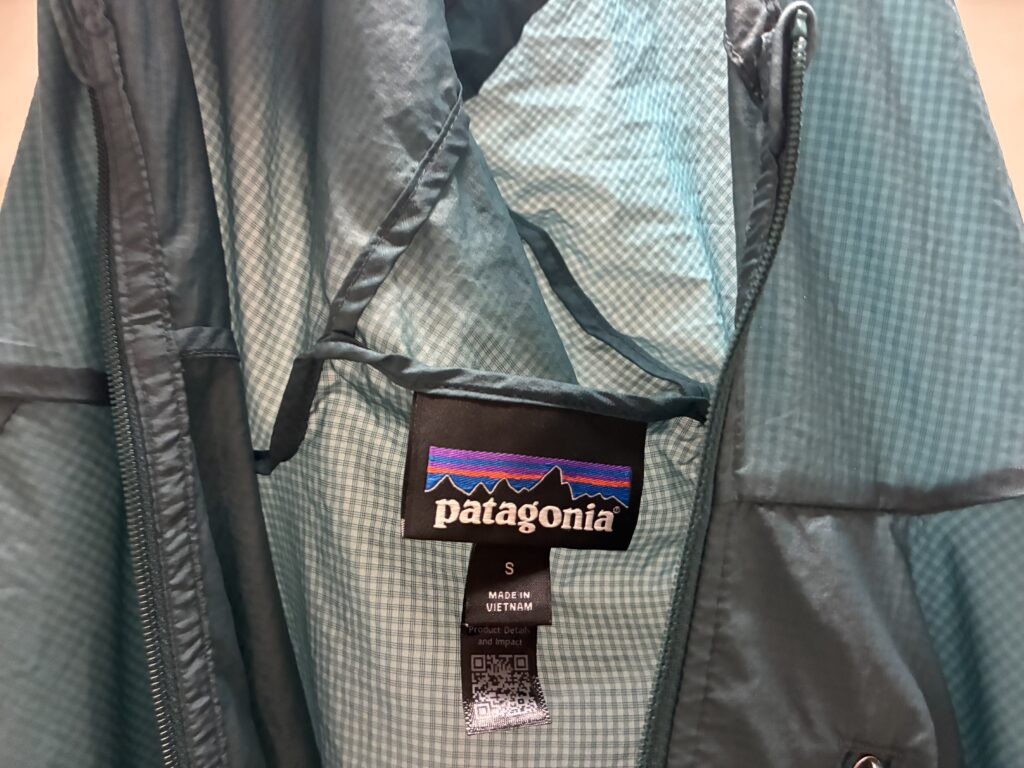 patagonia®
S
MADE IN
VIETNAM
Product Details
and Impact